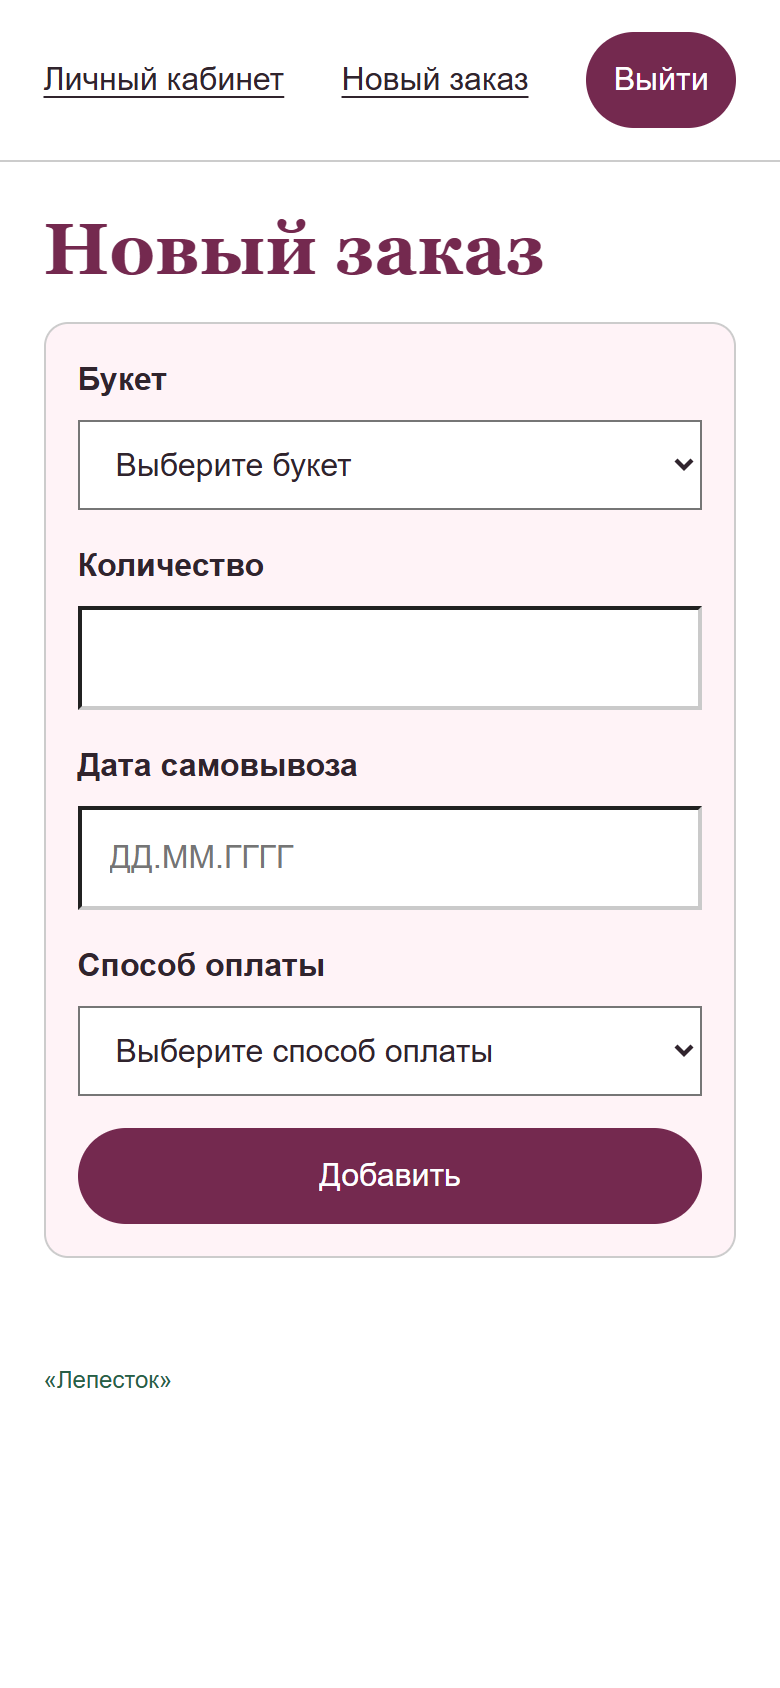 Личный кабинет Новый заказ Выйти
Новый заказ
Букет
Выберите букет
Количество
Дата самовывоза
ДД.ММ.ГГГГ
Способ оплаты
Выберите способ оплаты
Добавить
«Лепесток»